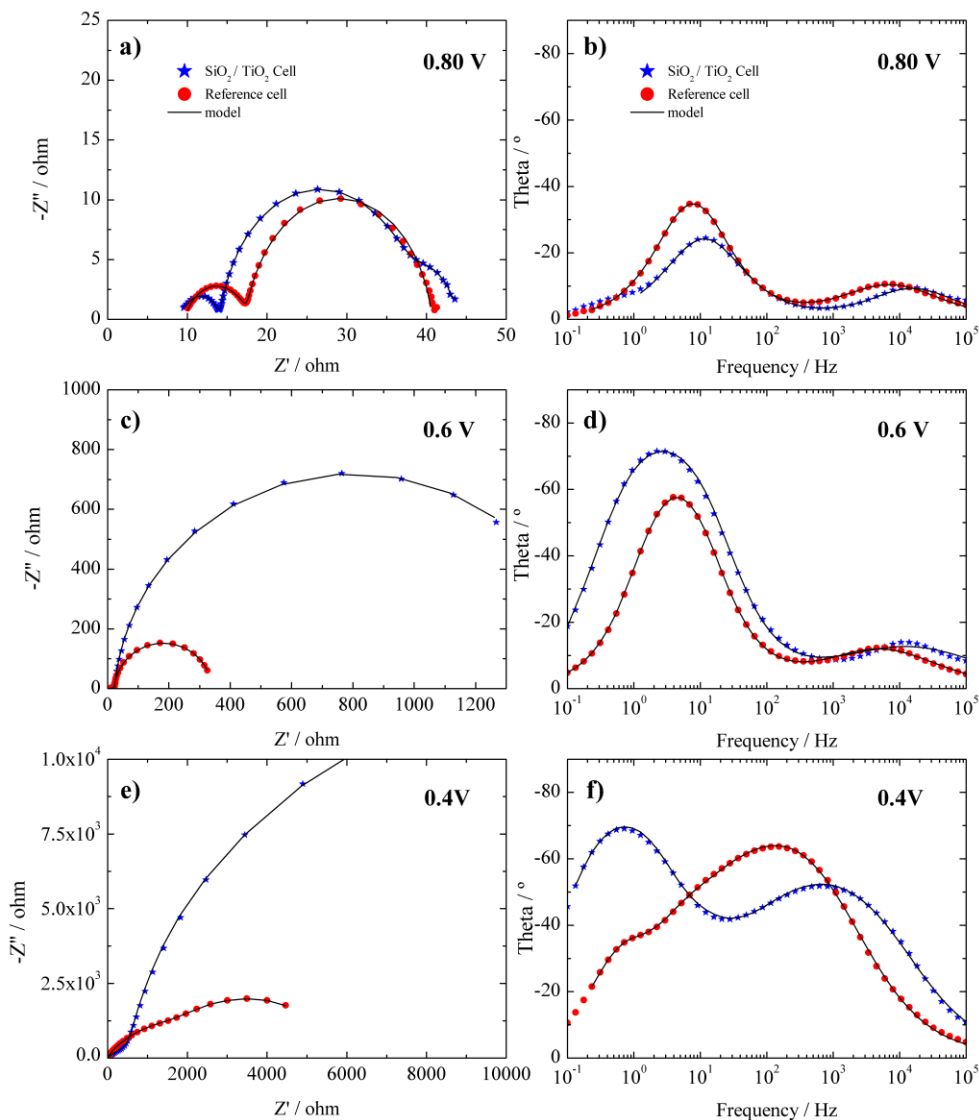 a)
0.80 V
SiO2 / TiO2 Cell
Reference cell
model
25
20
15
10
5
0
-Z'' / ohm
0 10 20 30 40 50
Z' / ohm
b)
0.80 V
SiO2 / TiO2 Cell
Reference cell
model
-80
-60
-40
-20
0
Theta / º
10-1 100 101 102 103 104 105
Frequency / Hz
c)
0.6 V
1000
800
600
400
200
0
-Z'' / ohm
0 200 400 600 800 1000 1200
Z' / ohm
d)
0.6 V
-80
-60
-40
-20
0
Theta / º
10-1 100 101 102 103 104 105
Frequency / Hz
e)
0.4V
1.0x104
7.5x103
5.0x103
2.5x103
0.0
-Z'' / ohm
0 2000 4000 6000 8000 10000
Z' / ohm
f)
0.4V
-80
-60
-40
-20
0
Theta / º
10-1 100 101 102 103 104 105
Frequency / Hz